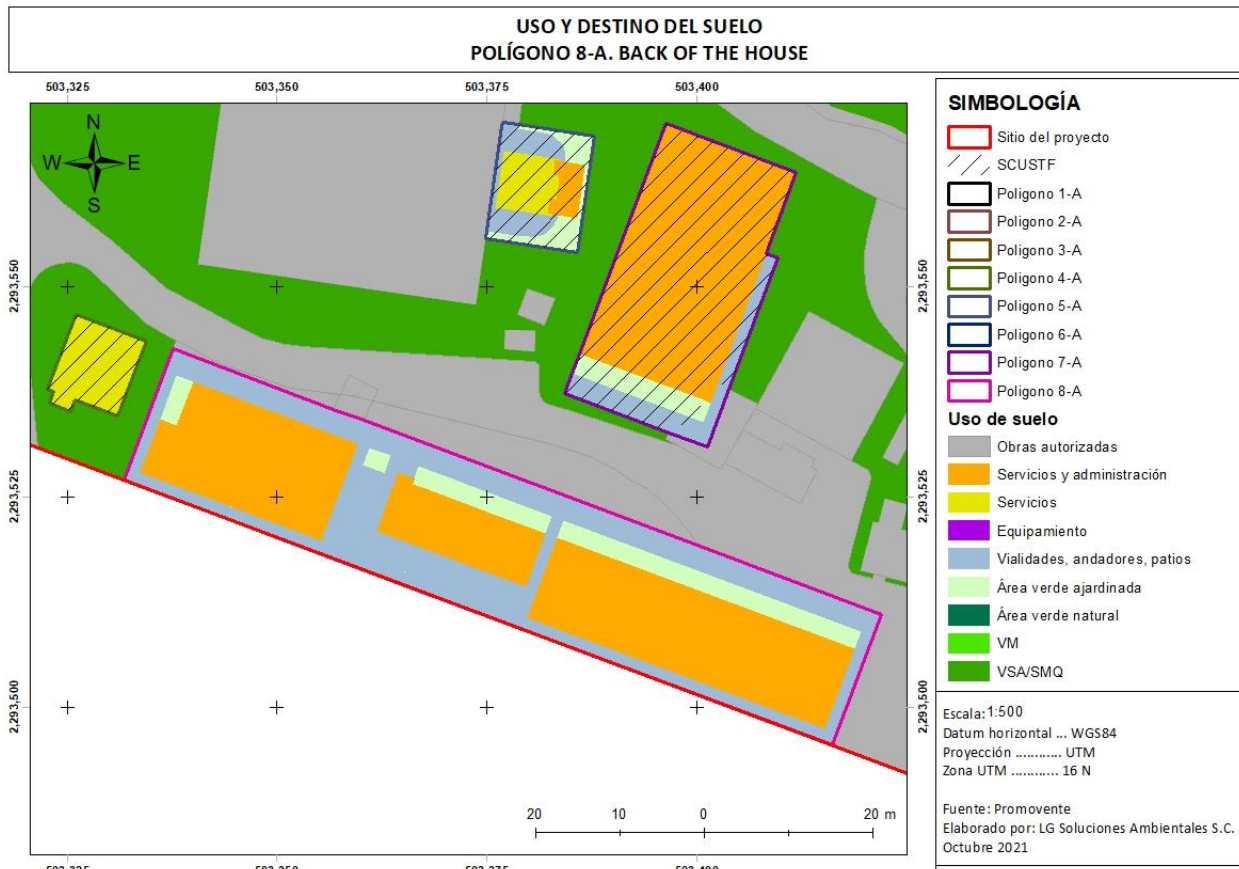 USO Y DESTINO DEL SUELO
POLÍGONO 8-A. BACK OF THE HOUSE
503,325 503,350 503,375 503,400
N
W E
S
2,293,550 2,293,550
2,293,525 2,293,525
2,293,500 2,293,500
20 10 0 20 m
SIMBOLOGÍA
Sitio del proyecto
SCUSTF
Poligono 1-A
Poligono 2-A
Poligono 3-A
Poligono 4-A
Poligono 5-A
Poligono 6-A
Poligono 7-A
Poligono 8-A
Uso de suelo
Obras autorizadas
Servicios y administración
Servicios
Equipamiento
Vialidades, andadores, patios
Área verde ajardinada
Área verde natural
VM
VSA/SMQ
Escala: 1:500
Datum horizontal ... WGS84
Proyección ............ UTM
Zona UTM ............ 16 N
Fuente: Promovente
Elaborado por: LG Soluciones Ambientales S.C.
Octubre 2021